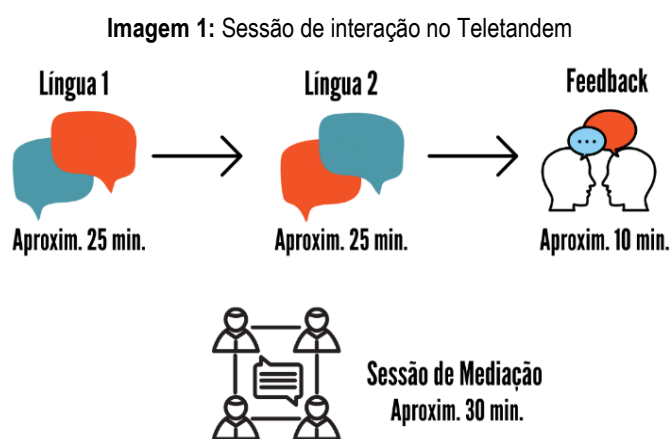 Imagem 1: Sessão de interação no Teletandem
Língua 1
Língua 2
Feedback
Aproxim. 25 min.
Aproxim. 25 min.
Aproxim. 10 min.
Sessão de Mediação
Aproxim. 30 min.